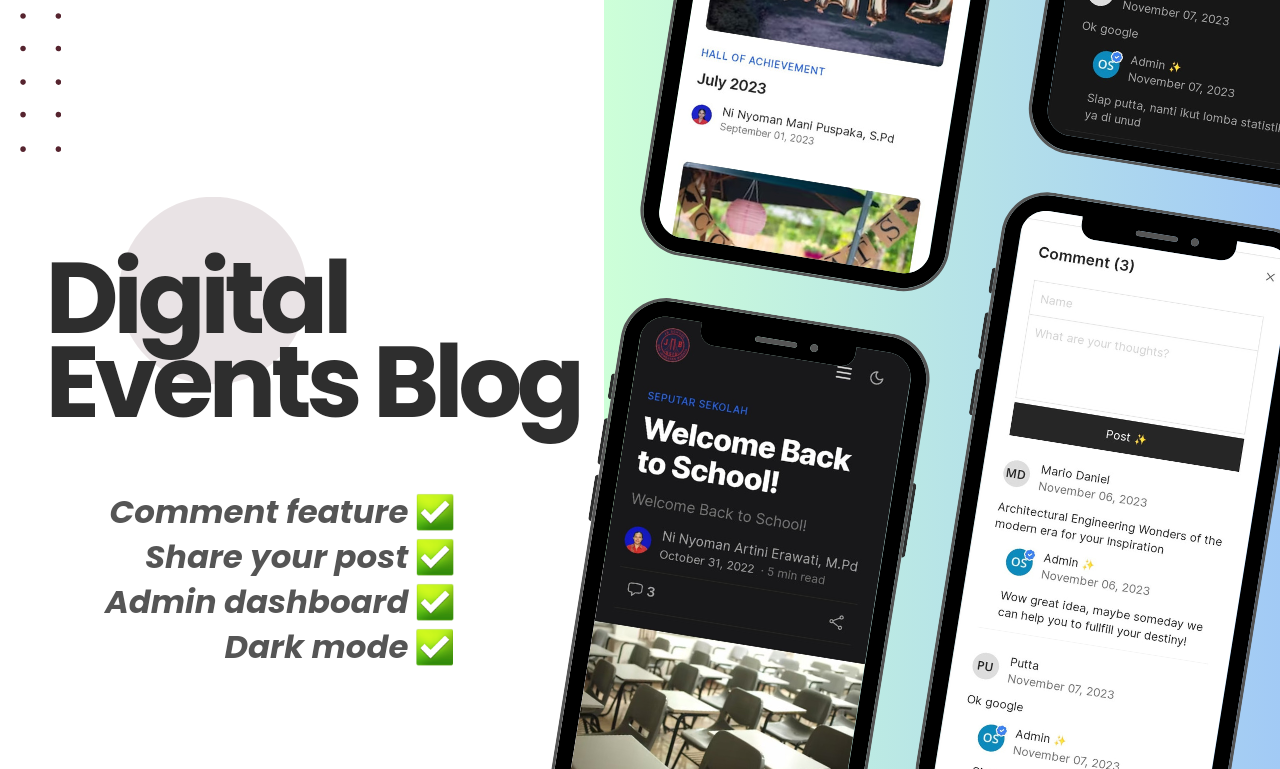 Digital
Events Blog
Comment feature ✅
Share your post ✅
Admin dashboard ✅
Dark mode ✅
HALL OF ACHIEVEMENT
July 2023
Ni Nyoman Mani Puspaka, S.Pd
September 01, 2023
SEPUTAR SEKOLAH
Welcome Back
to School!
Welcome Back to School!
Ni Nyoman Artini Erawati, M.Pd
October 31, 2022 · 5 min read
3
November 07, 2023
Ok google
OS
Admin ✨
November 07, 2023
Siap putta, nanti ikut lomba statisti
ya di unud
Comment (3)
Name
What are your thoughts?
Post ✨
MD
Mario Daniel
November 06, 2023
Architectural Engineering Wonders of the
modern era for your Inspiration
OS
Admin ✨
November 06, 2023
Wow great idea, maybe someday we
can help you to fullfill your destiny!
PU
Putta
November 07, 2023
Ok google
OS
Admin ✨
November 07, 2023